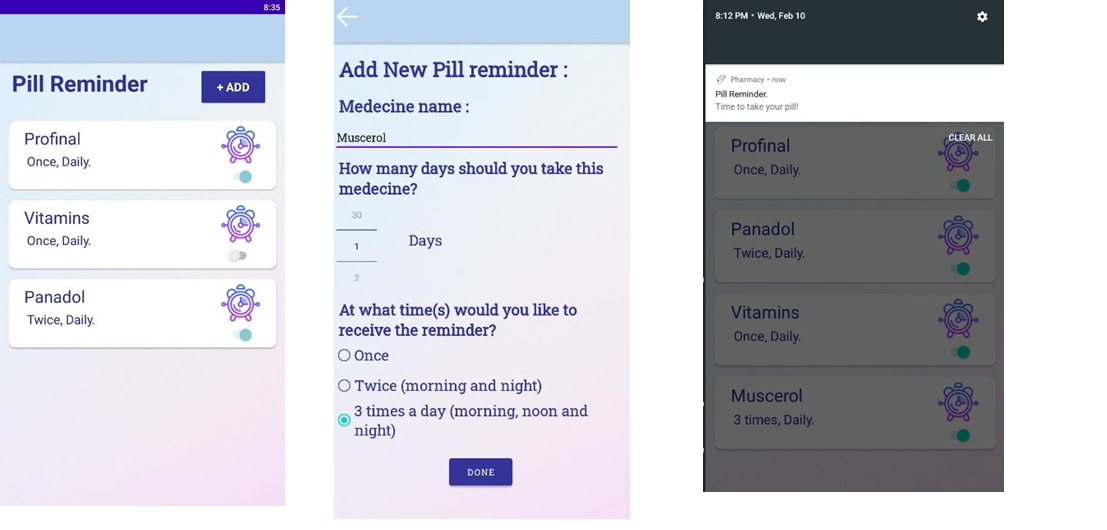 8:35
Pill Reminder
+ ADD
Profinal
Once, Daily.
Vitamins
Once, Daily.
Panadol
Twice, Daily.
Add New Pill reminder :
Medecine name :
Muscerol
How many days should you take this
medecine?
30
1
Days
2
At what time(s) would you like to
receive the reminder?
Once
Twice (morning and night)
3 times a day (morning, noon and
night)
DONE
8:12 PM • Wed, Feb 10
Pharmacy • now
Pill Reminder.
Time to take your pill!
CLEAR ALL
Profinal
Once, Daily.
Panadol
Twice, Daily.
Vitamins
Once, Daily.
Muscerol
3 times, Daily.